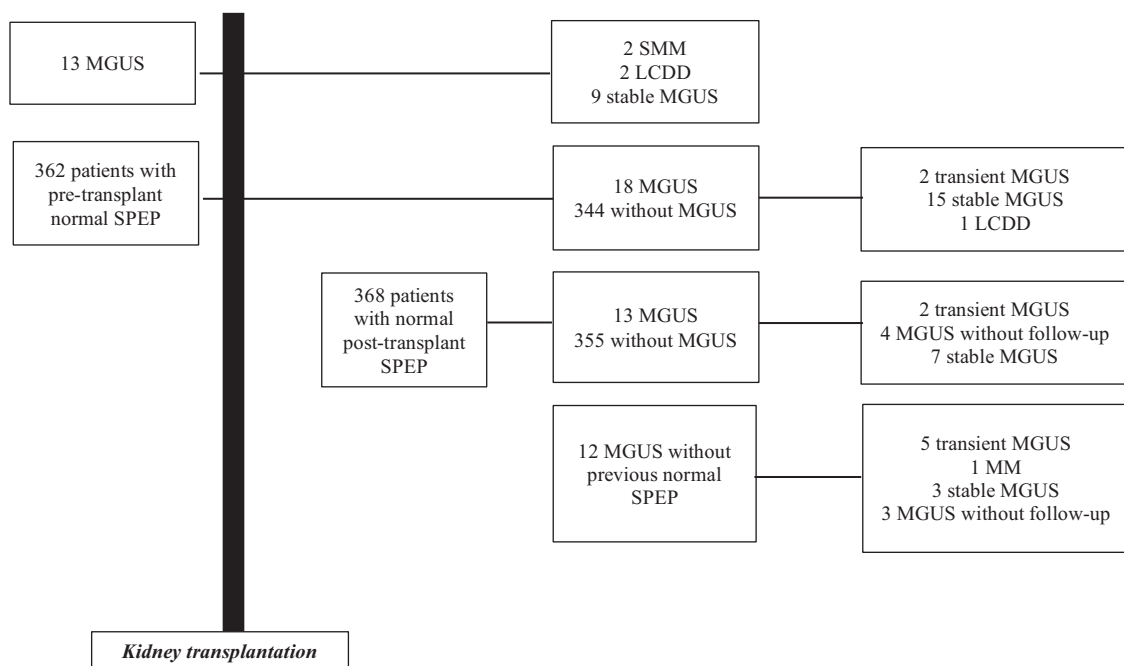 13 MGUS
2 SMM
2 LCDD
9 stable MGUS
362 patients with
pre-transplant
normal SPEP
18 MGUS
344 without MGUS
2 transient MGUS
15 stable MGUS
1 LCDD
368 patients
with normal
post-transplant
SPEP
13 MGUS
355 without MGUS
2 transient MGUS
4 MGUS without follow-up
7 stable MGUS
12 MGUS without
previous normal
SPEP
5 transient MGUS
1 MM
3 stable MGUS
3 MGUS without follow-up
Kidney transplantation